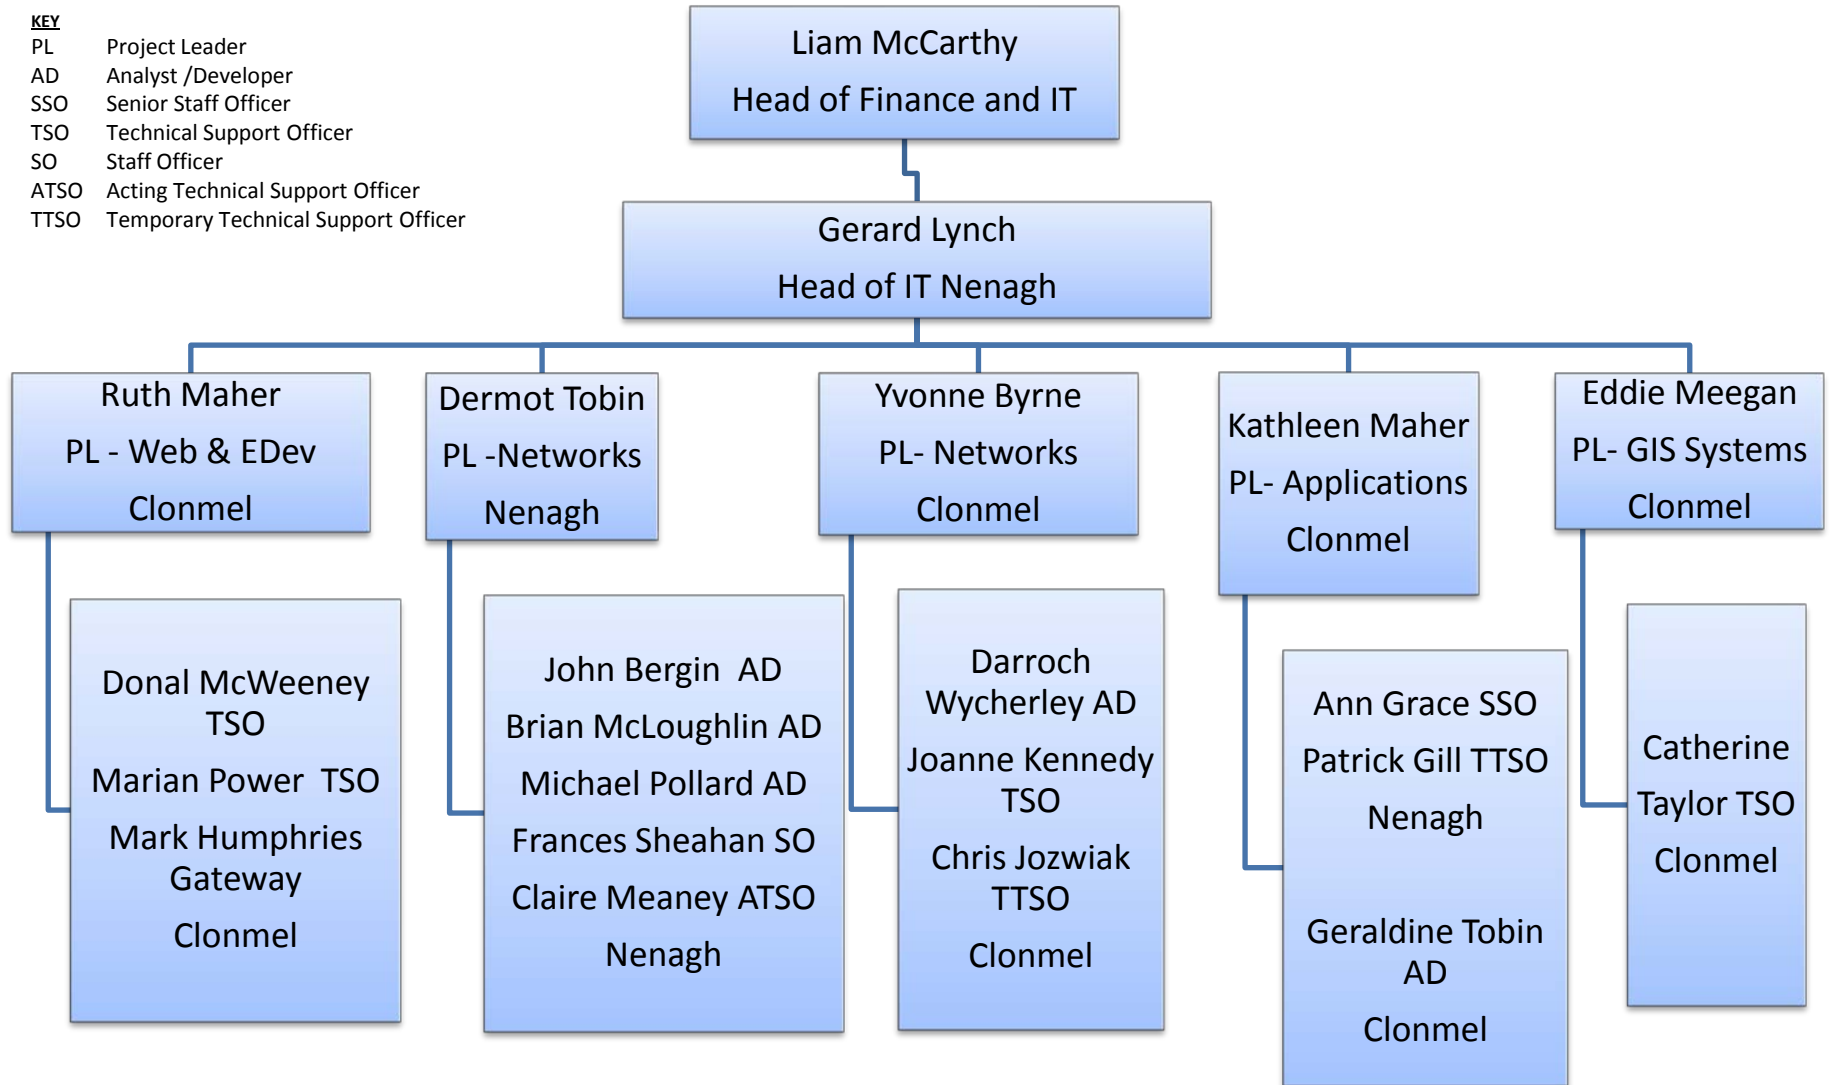 KEY
PL Project Leader
AD Analyst /Developer
SSO Senior Staff Officer
TSO Technical Support Officer
SO Staff Officer
ATSO Acting Technical Support Officer
TTSO Temporary Technical Support Officer
Liam McCarthy
Head of Finance and IT
Gerard Lynch
Head of IT Nenagh
Ruth Maher
PL - Web & EDev
Clonmel
Dermot Tobin
PL -Networks
Nenagh
Yvonne Byrne
PL- Networks
Clonmel
Kathleen Maher
PL- Applications
Clonmel
Eddie Meegan
PL- GIS Systems
Clonmel
Donal McWeeney
TSO
Marian Power  TSO
Mark Humphries
Gateway
Clonmel
John Bergin  AD
Brian McLoughlin AD
Michael Pollard AD
Frances Sheahan SO
Claire Meaney ATSO
Nenagh
Darroch
Wycherley AD
Joanne Kennedy
TSO
Chris Jozwiak
TTSO
Clonmel
Ann Grace SSO
Patrick Gill TTSO
Nenagh
Geraldine Tobin
AD
Clonmel
Catherine
Taylor TSO
Clonmel